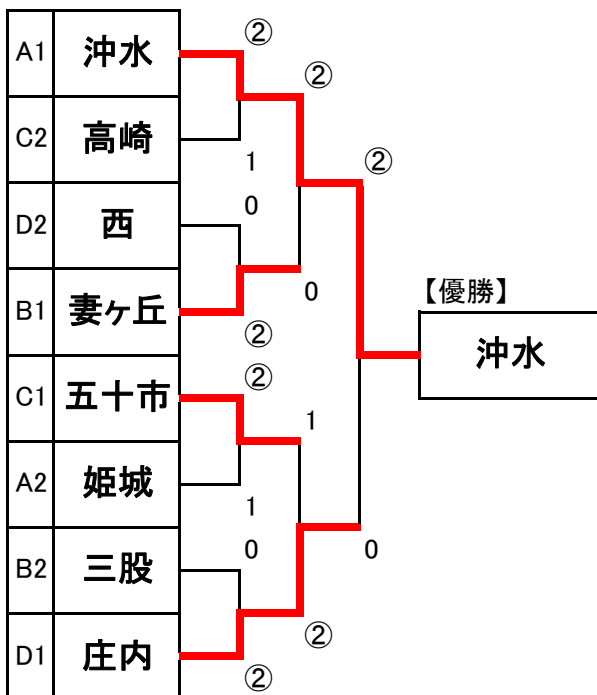 A1 沖水 ②
②
C2 高崎 1
②
D2 西 0
0
B1 妻ヶ丘 ②
【優勝】
沖水
C1 五十市 ②
1
A2 姫城 1
B2 三股 0
0
②
D1 庄内 ②